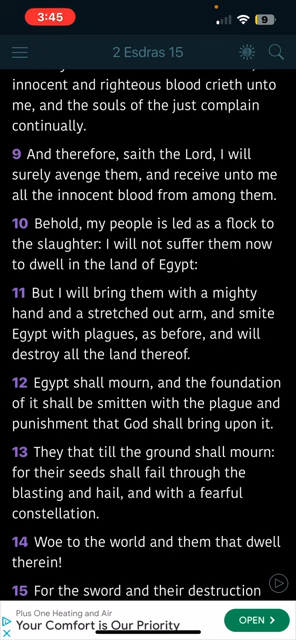 3:45
9
2 Esdras 15
innocent and righteous blood crieth unto
me, and the souls of the just complain
continually.
9 And therefore, saith the Lord, I will
surely avenge them, and receive unto me
all the innocent blood from among them.
10 Behold, my people is led as a flock to
the slaughter: I will not suffer them now
to dwell in the land of Egypt:
11 But I will bring them with a mighty
hand and a stretched out arm, and smite
Egypt with plagues, as before, and will
destroy all the land thereof.
12 Egypt shall mourn, and the foundation
of it shall be smitten with the plague and
punishment that God shall bring upon it.
13 They that till the ground shall mourn:
for their seeds shall fail through the
blasting and hail, and with a fearful
constellation.
14 Woe to the world and them that dwell
therein!
15 For the sword and their destruction
Plus One Heating and Air
Your Comfort is Our Priority
OPEN >